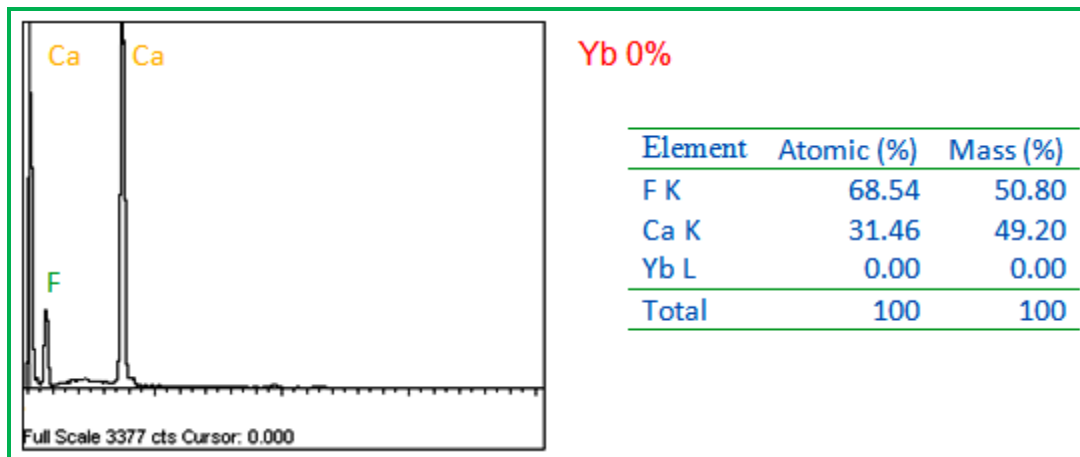 Ca Ca
F
Full Scale 3377 cts Cursor: 0.000
Yb 0%
Element Atomic (%) Mass (%)
F K 68.54 50.80
Ca K 31.46 49.20
Yb L 0.00 0.00
Total 100 100